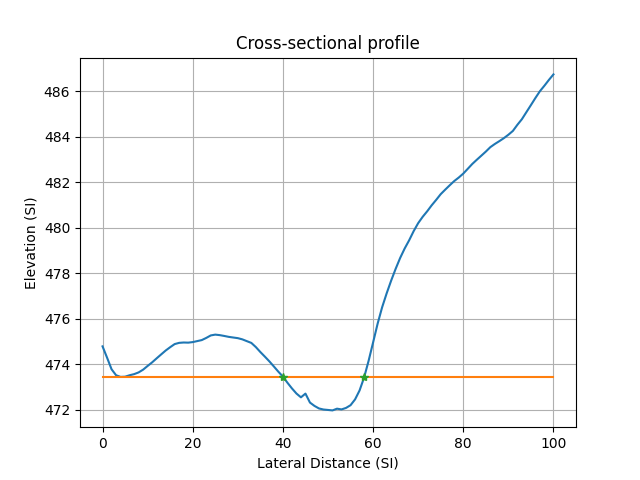 Cross-sectional profile
486
484
482
480
478
476
474
472
Elevation (SI)
0 20 40 60 80 100
Lateral Distance (SI)